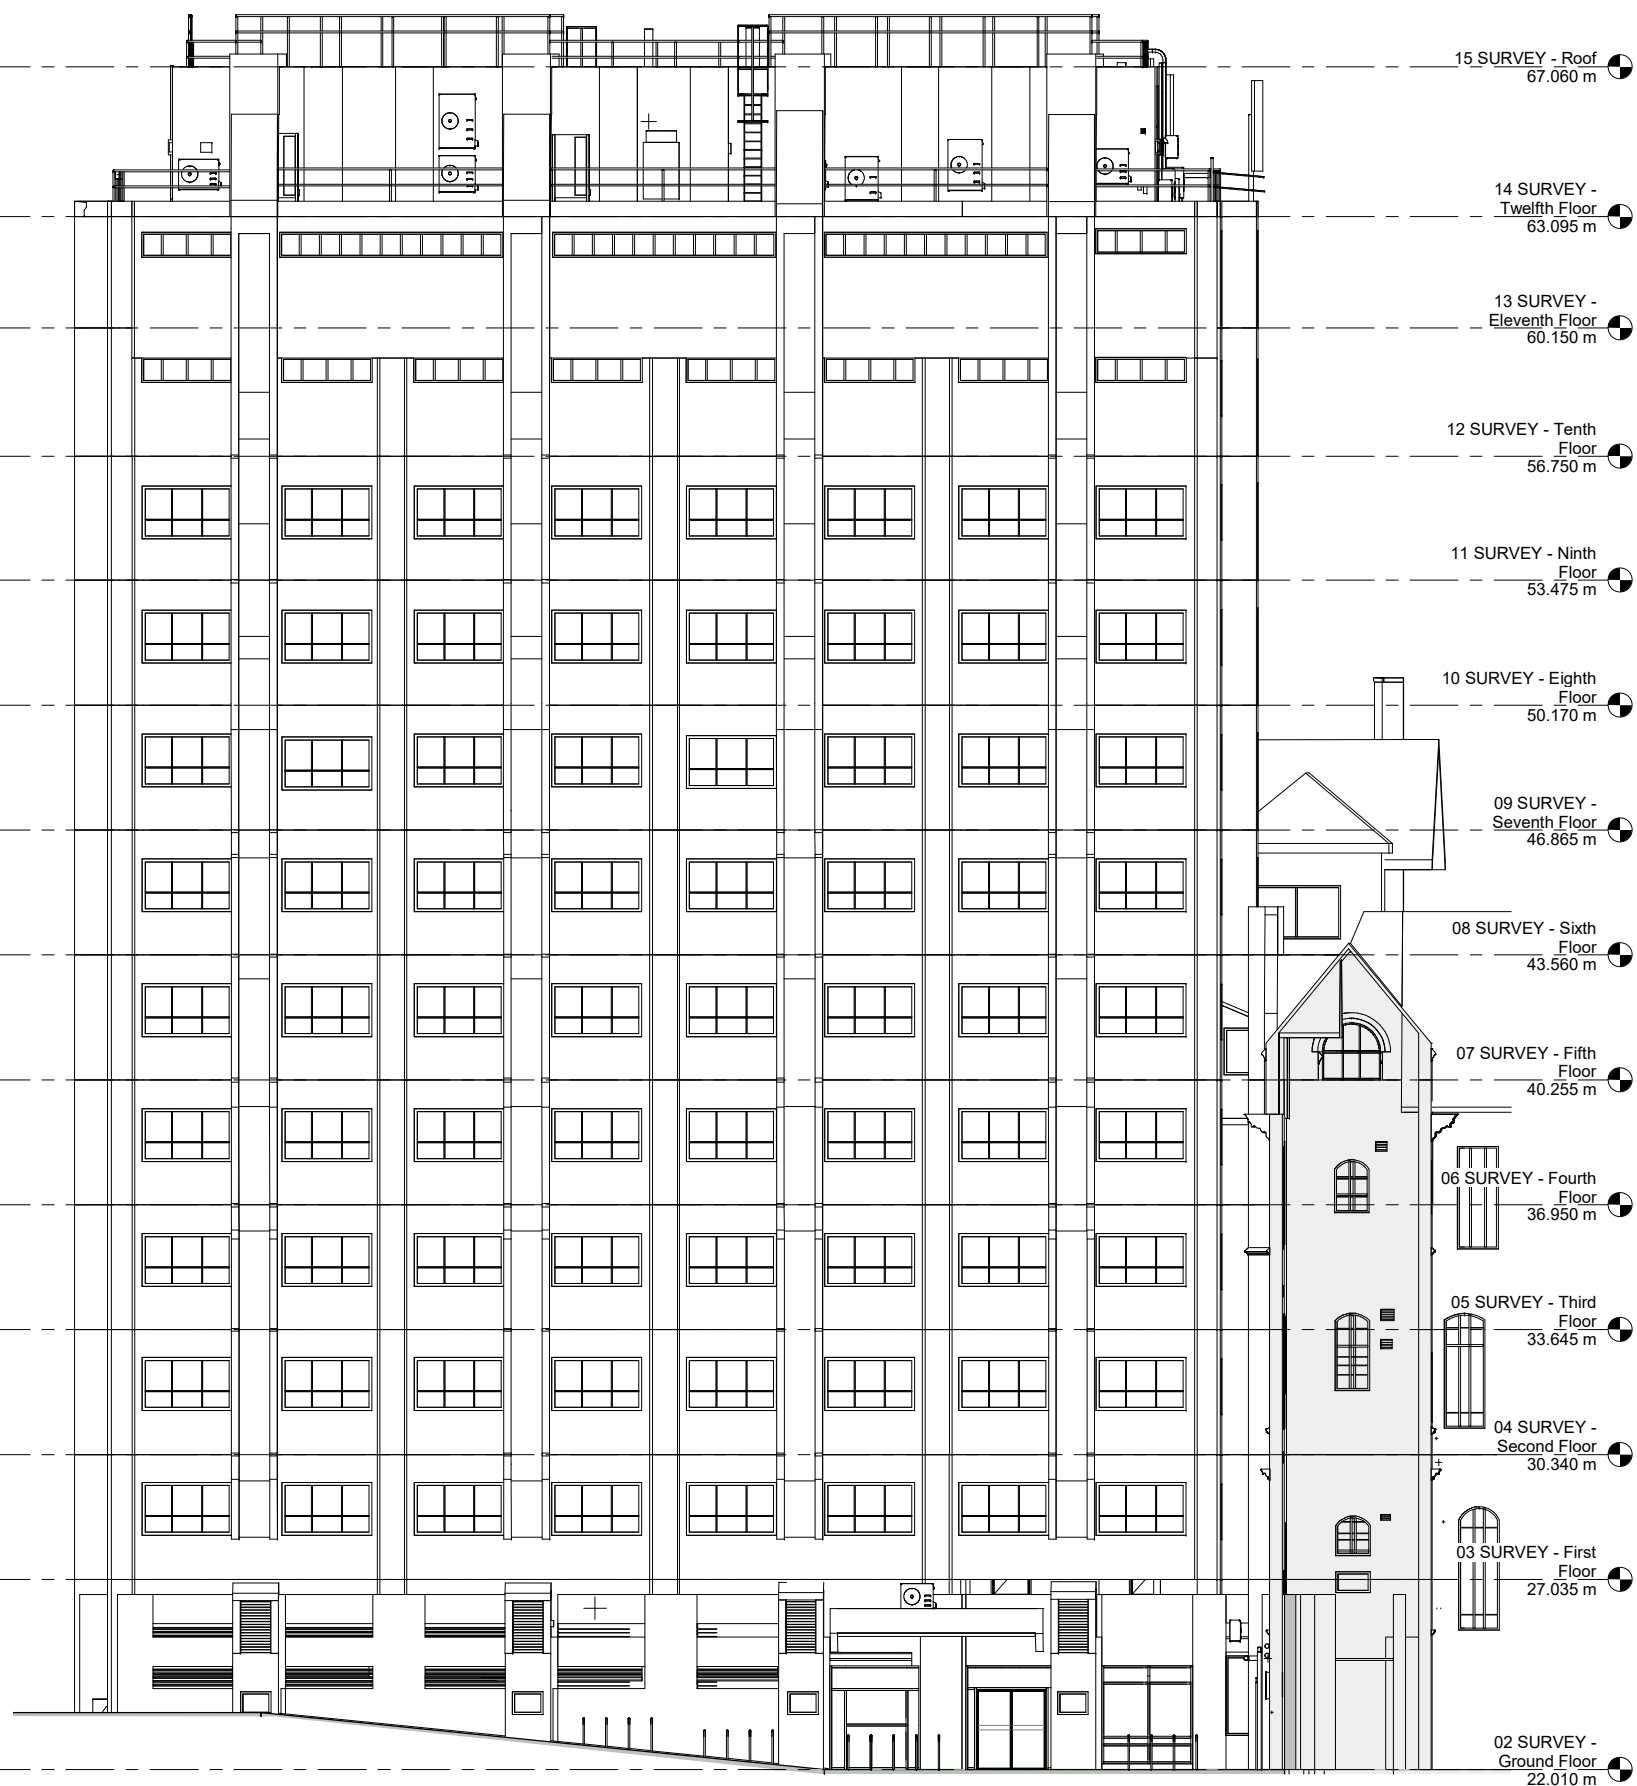 15 SURVEY - Roof
67.060 m
14 SURVEY -
Twelfth Floor
63.095 m
13 SURVEY -
Eleventh Floor
60.150 m
12 SURVEY - Tenth
Floor
56.750 m
11 SURVEY - Ninth
Floor
53.475 m
10 SURVEY - Eighth
Floor
50.170 m
09 SURVEY -
Seventh Floor
46.865 m
08 SURVEY - Sixth
Floor
43.560 m
07 SURVEY - Fifth
Floor
40.255 m
06 SURVEY - Fourth
Floor
36.950 m
05 SURVEY - Third
Floor
33.645 m
04 SURVEY -
Second Floor
30.340 m
03 SURVEY - First
Floor
27.035 m
02 SURVEY -
Ground Floor
22.010 m